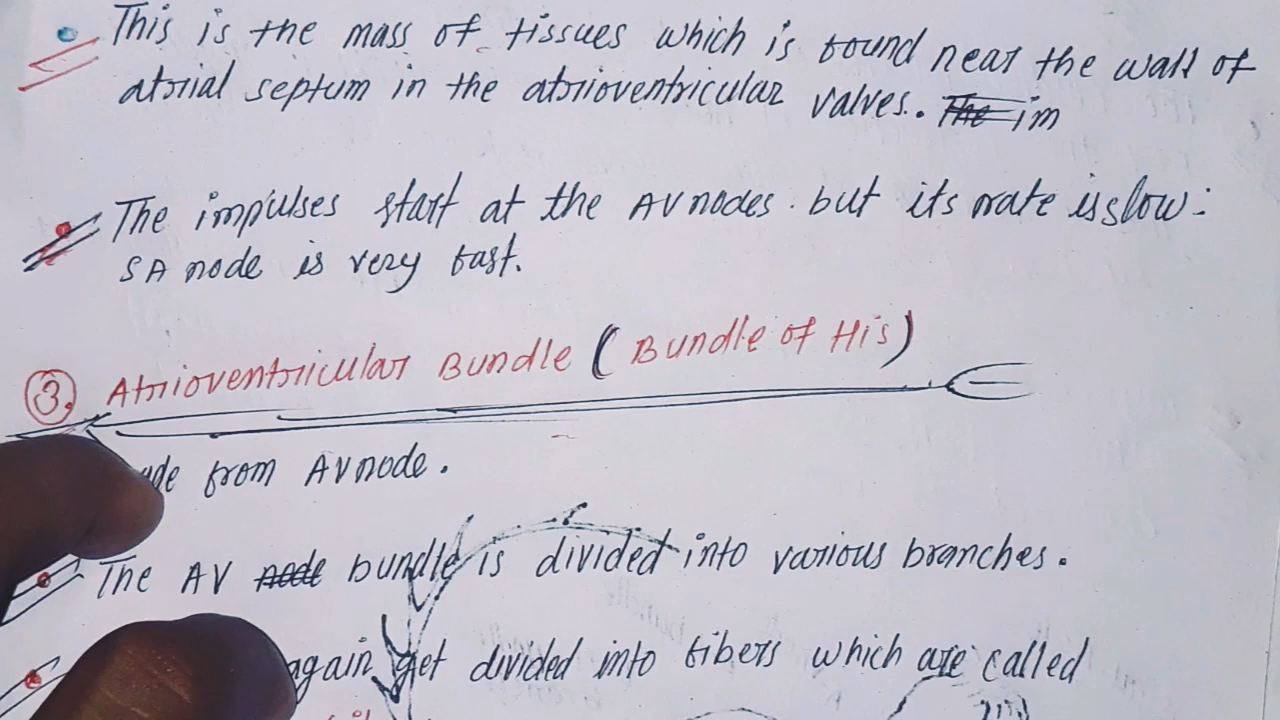 This is the mass of tissues which is found near the wall of
atrial septum in the atrioventricular valves. The im
The impulses start at the AV nodes. but its rate is slow.
SA node is very fast.
3. Atrioventricular Bundle (Bundle of His)
from AV node.
The AV node bundle is divided into various branches.
again get divided into fibers which are called